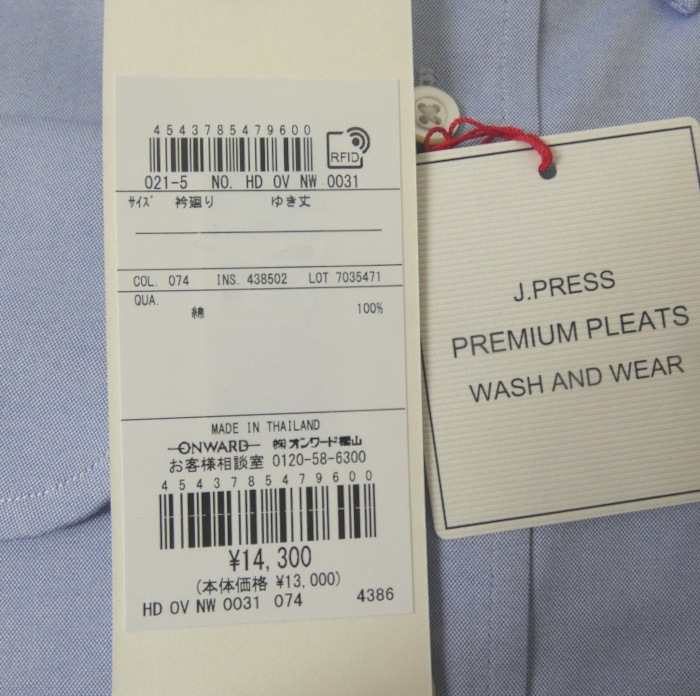 4543785479600
RFID
021-5 NO. HD OV NW 0031
ｻｲｽﾞ 衿廻り ゆき丈
COL. 074 INS. 438502 LOT 7035471
QUA.
綿 100%
MADE IN THAILAND
ONWARD ㈱オンワード樫山
お客様相談室 0120-58-6300
4543785479600
¥14,300
(本体価格 ¥13,000)
HD OV NW 0031 074 4386
J.PRESS
PREMIUM PLEATS
WASH AND WEAR